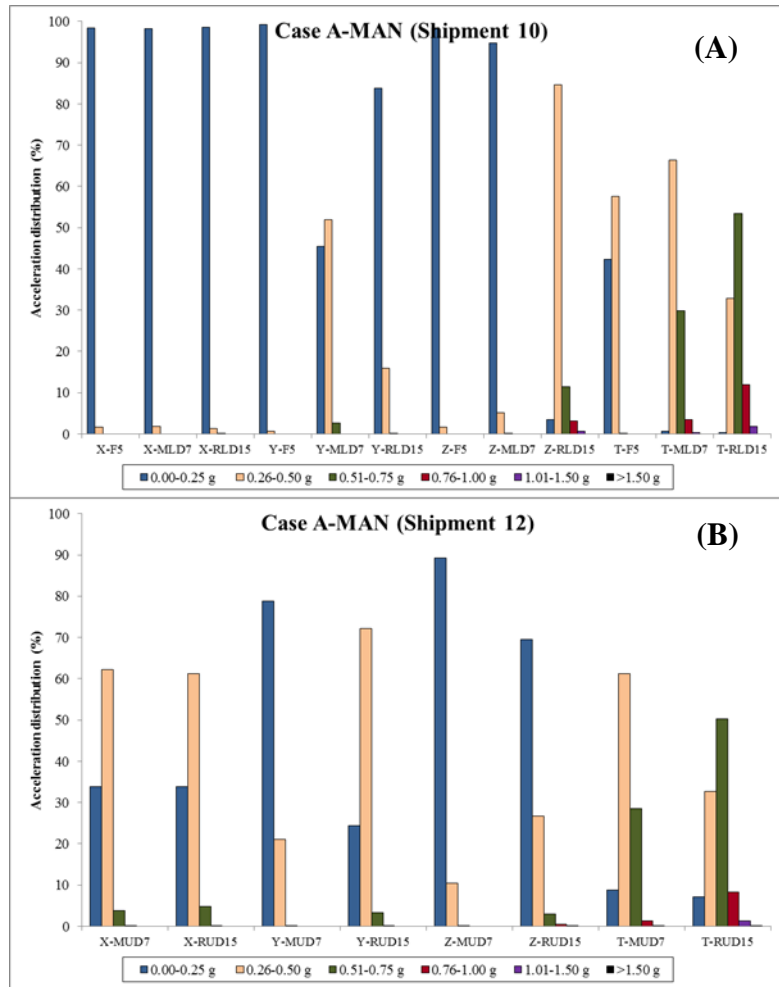 Case A-MAN (Shipment 10)
(A)
Acceleration distribution (%)
100
90
80
70
60
50
40
30
20
10
0
X-F5 X-MLD7 X-RLD15 Y-F5 Y-MLD7 Y-RLD15 Z-F5 Z-MLD7 Z-RLD15 T-F5 T-MLD7 T-RLD15
0.00-0.25 g 0.26-0.50 g 0.51-0.75 g 0.76-1.00 g 1.01-1.50 g >1.50 g
Case A-MAN (Shipment 12)
(B)
Acceleration distribution (%)
100
90
80
70
60
50
40
30
20
10
0
X-MUD7 X-RUD15 Y-MUD7 Y-RUD15 Z-MUD7 Z-RUD15 T-MUD7 T-RUD15
0.00-0.25 g 0.26-0.50 g 0.51-0.75 g 0.76-1.00 g 1.01-1.50 g >1.50 g